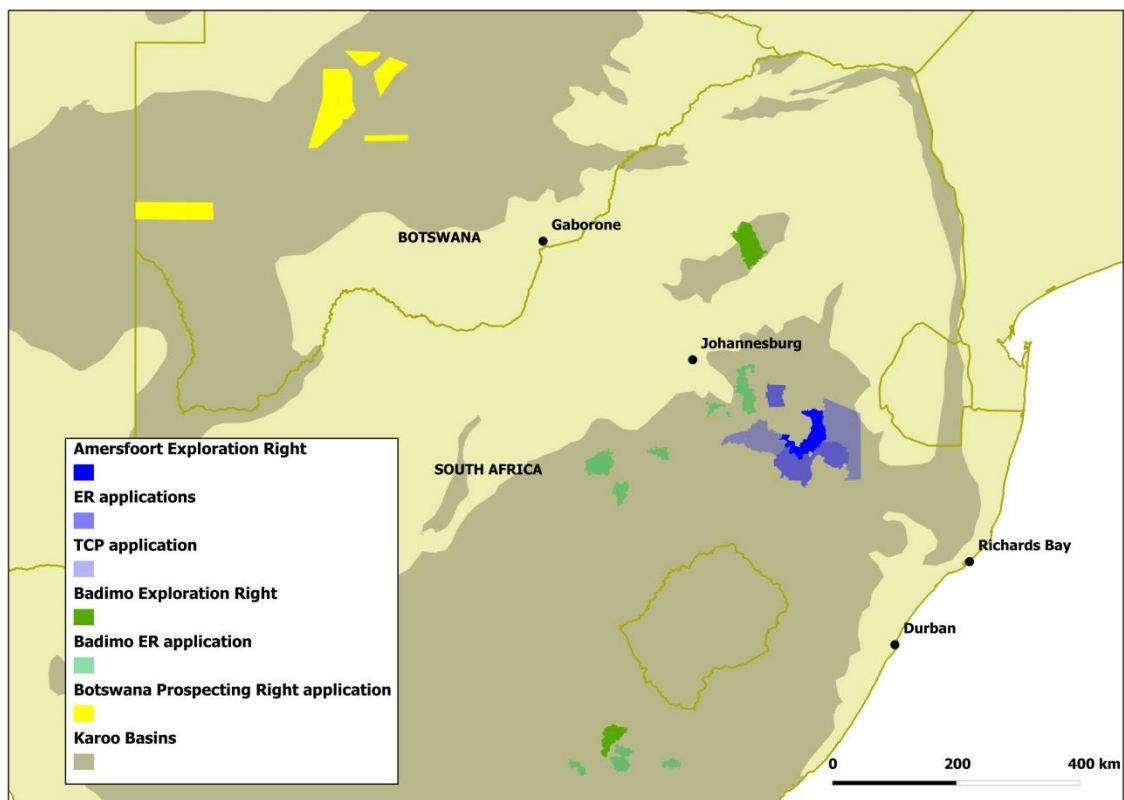 Gaborone
BOTSWANA
Johannesburg
SOUTH AFRICA
Richards Bay
Durban
Amersfoort Exploration Right
ER applications
TCP application
Badimo Exploration Right
Badimo ER application
Botswana Prospecting Right application
Karoo Basins
0 200 400 km